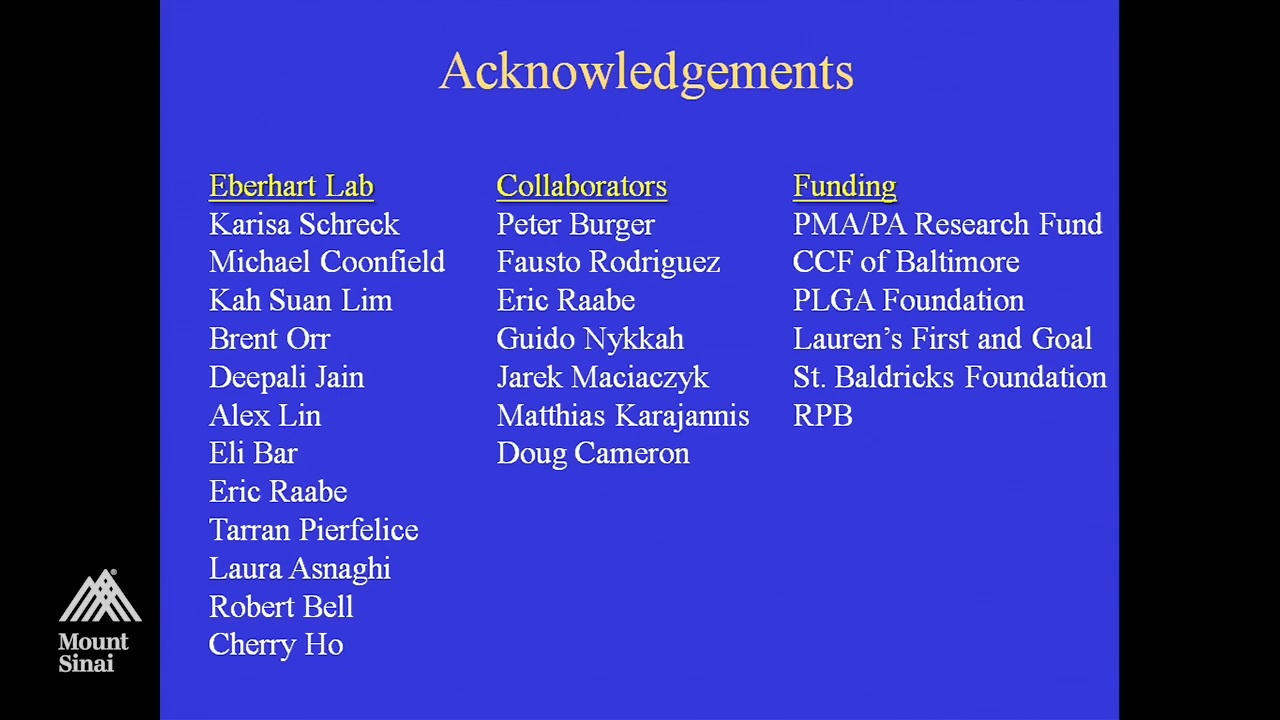 Acknowledgements
Eberhart Lab
Karisa Schreck
Michael Coonfield
Kah Suan Lim
Brent Orr
Deepali Jain
Alex Lin
Eli Bar
Eric Raabe
Tarran Pierfelice
Laura Asnaghi
Robert Bell
Cherry Ho
Collaborators
Peter Burger
Fausto Rodriguez
Eric Raabe
Guido Nykkah
Jarek Maciaczyk
Matthias Karajannis
Doug Cameron
Funding
PMA/PA Research Fund
CCF of Baltimore
PLGA Foundation
Lauren’s First and Goal
St. Baldricks Foundation
RPB
Mount
Sinai